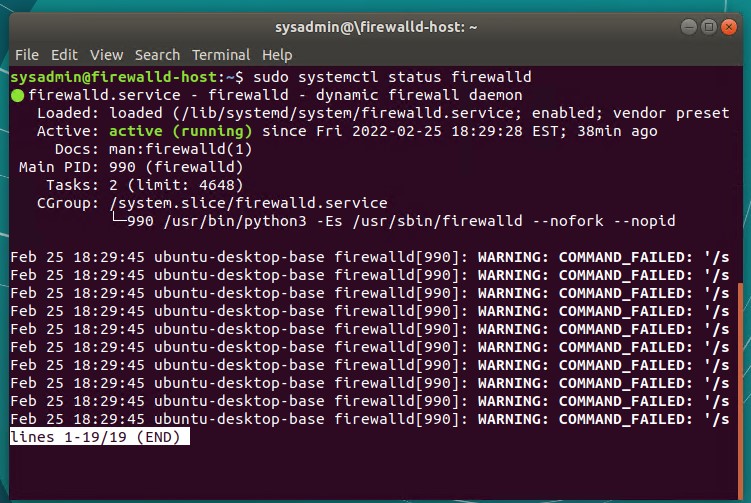 sysadmin@\firewalld-host: ~
File Edit View Search Terminal Help
sysadmin@firewalld-host:~$ sudo systemctl status firewalld
● firewalld.service - firewalld - dynamic firewall daemon
Loaded: loaded (/lib/systemd/system/firewalld.service; enabled; vendor preset
Active: active (running) since Fri 2022-02-25 18:29:28 EST; 38min ago
Docs: man:firewalld(1)
Main PID: 990 (firewalld)
Tasks: 2 (limit: 4648)
CGroup: /system.slice/firewalld.service
└─990 /usr/bin/python3 -Es /usr/sbin/firewalld --nofork --nopid
Feb 25 18:29:45 ubuntu-desktop-base firewalld[990]: WARNING: COMMAND_FAILED: '/s
Feb 25 18:29:45 ubuntu-desktop-base firewalld[990]: WARNING: COMMAND_FAILED: '/s
Feb 25 18:29:45 ubuntu-desktop-base firewalld[990]: WARNING: COMMAND_FAILED: '/s
Feb 25 18:29:45 ubuntu-desktop-base firewalld[990]: WARNING: COMMAND_FAILED: '/s
Feb 25 18:29:45 ubuntu-desktop-base firewalld[990]: WARNING: COMMAND_FAILED: '/s
Feb 25 18:29:45 ubuntu-desktop-base firewalld[990]: WARNING: COMMAND_FAILED: '/s
Feb 25 18:29:45 ubuntu-desktop-base firewalld[990]: WARNING: COMMAND_FAILED: '/s
Feb 25 18:29:45 ubuntu-desktop-base firewalld[990]: WARNING: COMMAND_FAILED: '/s
Feb 25 18:29:45 ubuntu-desktop-base firewalld[990]: WARNING: COMMAND_FAILED: '/s
Feb 25 18:29:45 ubuntu-desktop-base firewalld[990]: WARNING: COMMAND_FAILED: '/s
lines 1-19/19 (END)